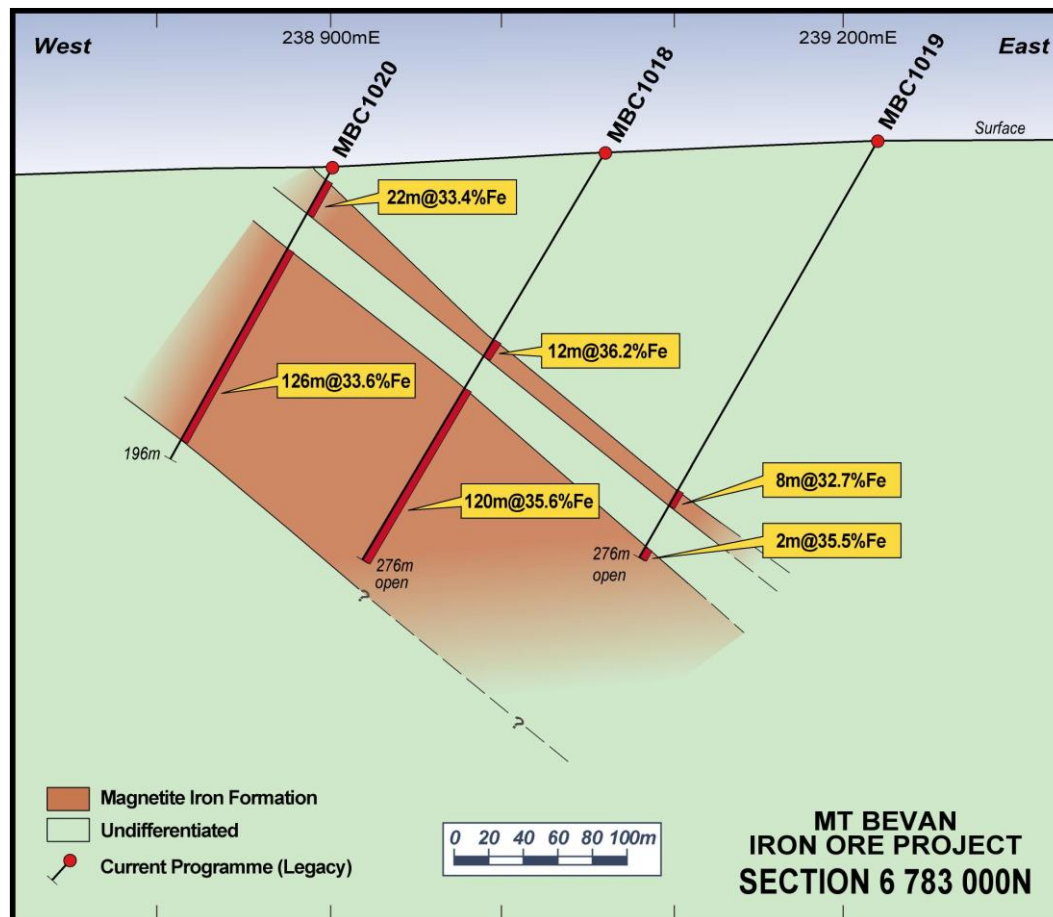 West
238 900mE
239 200mE
East
MBC1020
MBC1018
MBC1019
Surface
22m@33.4%Fe
12m@36.2%Fe
126m@33.6%Fe
196m
8m@32.7%Fe
120m@35.6%Fe
2m@35.5%Fe
276m
open
276m
open
?
?
Magnetite Iron Formation
Undifferentiated
Current Programme (Legacy)
0 20 40 60 80 100m
MT BEVAN
IRON ORE PROJECT
SECTION 6 783 000N